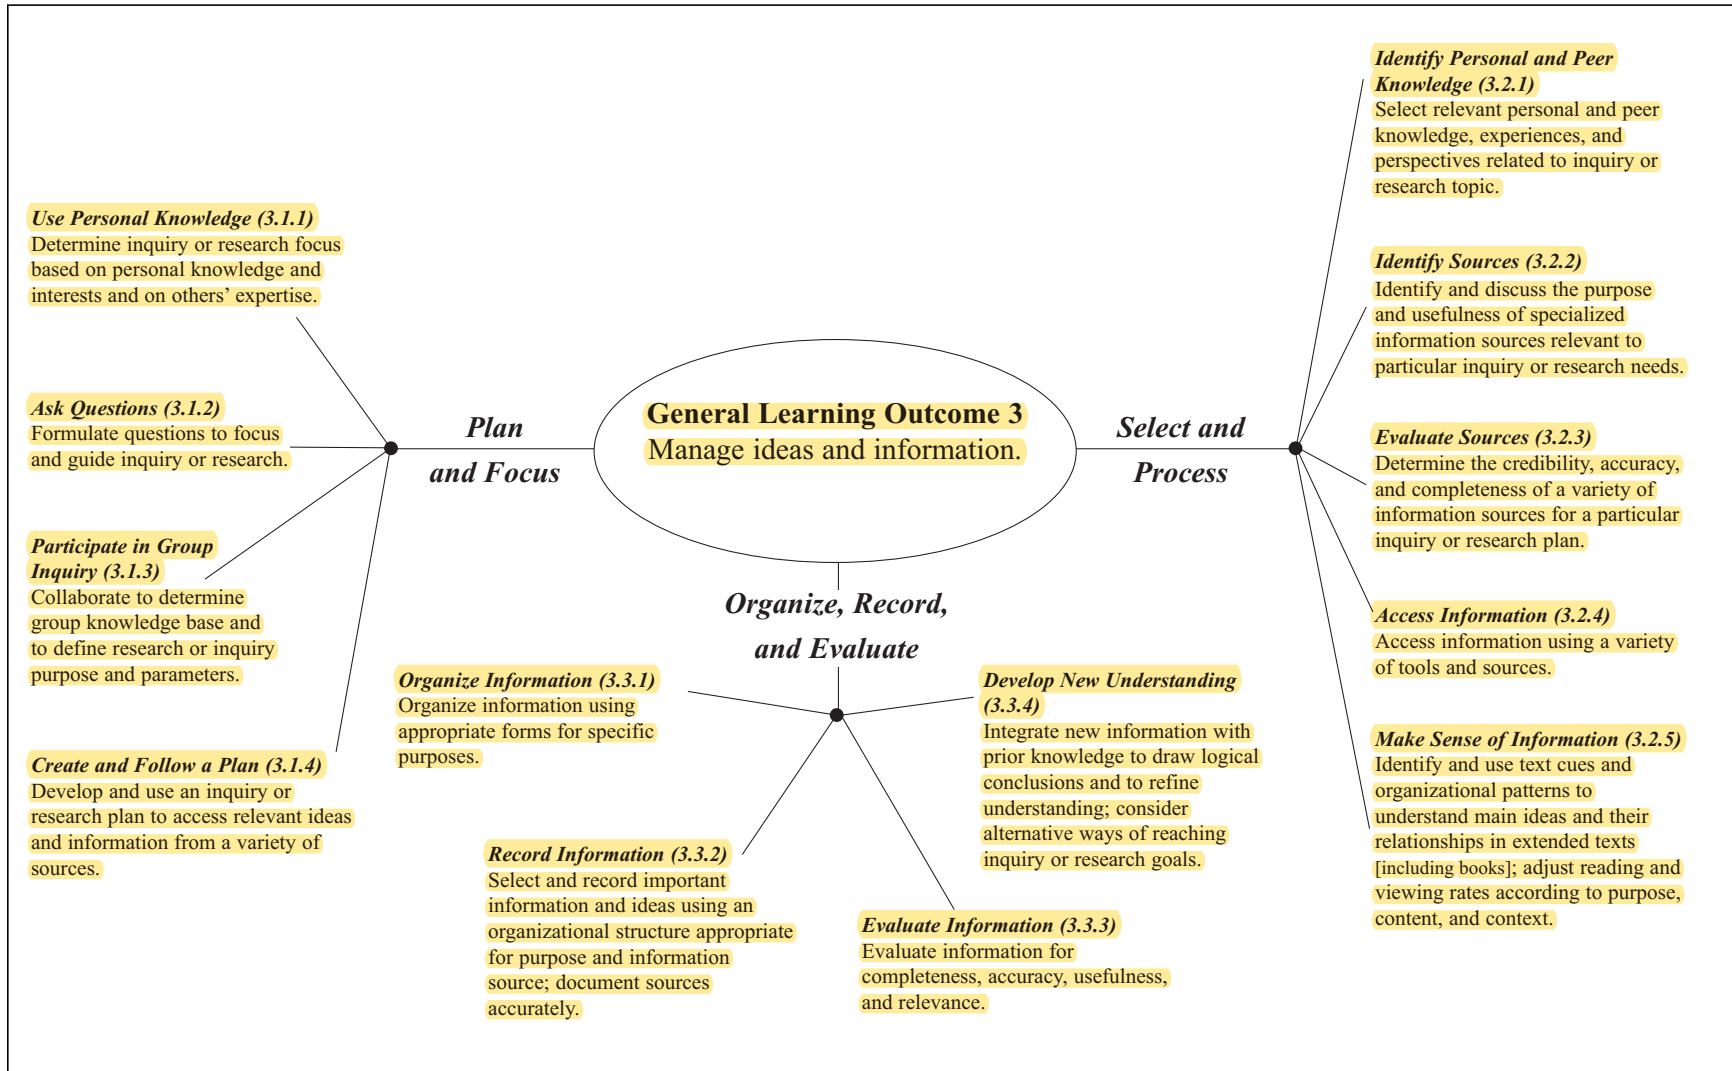 Use Personal Knowledge (3.1.1)
Determine inquiry or research focus
based on personal knowledge and
interests and on others’ expertise.
Ask Questions (3.1.2)
Formulate questions to focus
and guide inquiry or research.
Participate in Group
Inquiry (3.1.3)
Collaborate to determine
group knowledge base and
to define research or inquiry
purpose and parameters.
Create and Follow a Plan (3.1.4)
Develop and use an inquiry or
research plan to access relevant ideas
and information from a variety of
sources.
Plan
and Focus
General Learning Outcome 3
Manage ideas and information.
Organize, Record,
and Evaluate
Organize Information (3.3.1)
Organize information using
appropriate forms for specific
purposes.
Record Information (3.3.2)
Select and record important
information and ideas using an
organizational structure appropriate
for purpose and information
source; document sources
accurately.
Evaluate Information (3.3.3)
Evaluate information for
completeness, accuracy, usefulness,
and relevance.
Develop New Understanding
(3.3.4)
Integrate new information with
prior knowledge to draw logical
conclusions and to refine
understanding; consider
alternative ways of reaching
inquiry or research goals.
Select and
Process
Identify Personal and Peer
Knowledge (3.2.1)
Select relevant personal and peer
knowledge, experiences, and
perspectives related to inquiry or
research topic.
Identify Sources (3.2.2)
Identify and discuss the purpose
and usefulness of specialized
information sources relevant to
particular inquiry or research needs.
Evaluate Sources (3.2.3)
Determine the credibility, accuracy,
and completeness of a variety of
information sources for a particular
inquiry or research plan.
Access Information (3.2.4)
Access information using a variety
of tools and sources.
Make Sense of Information (3.2.5)
Identify and use text cues and
organizational patterns to
understand main ideas and their
relationships in extended texts
[including books]; adjust reading and
viewing rates according to purpose,
content, and context.